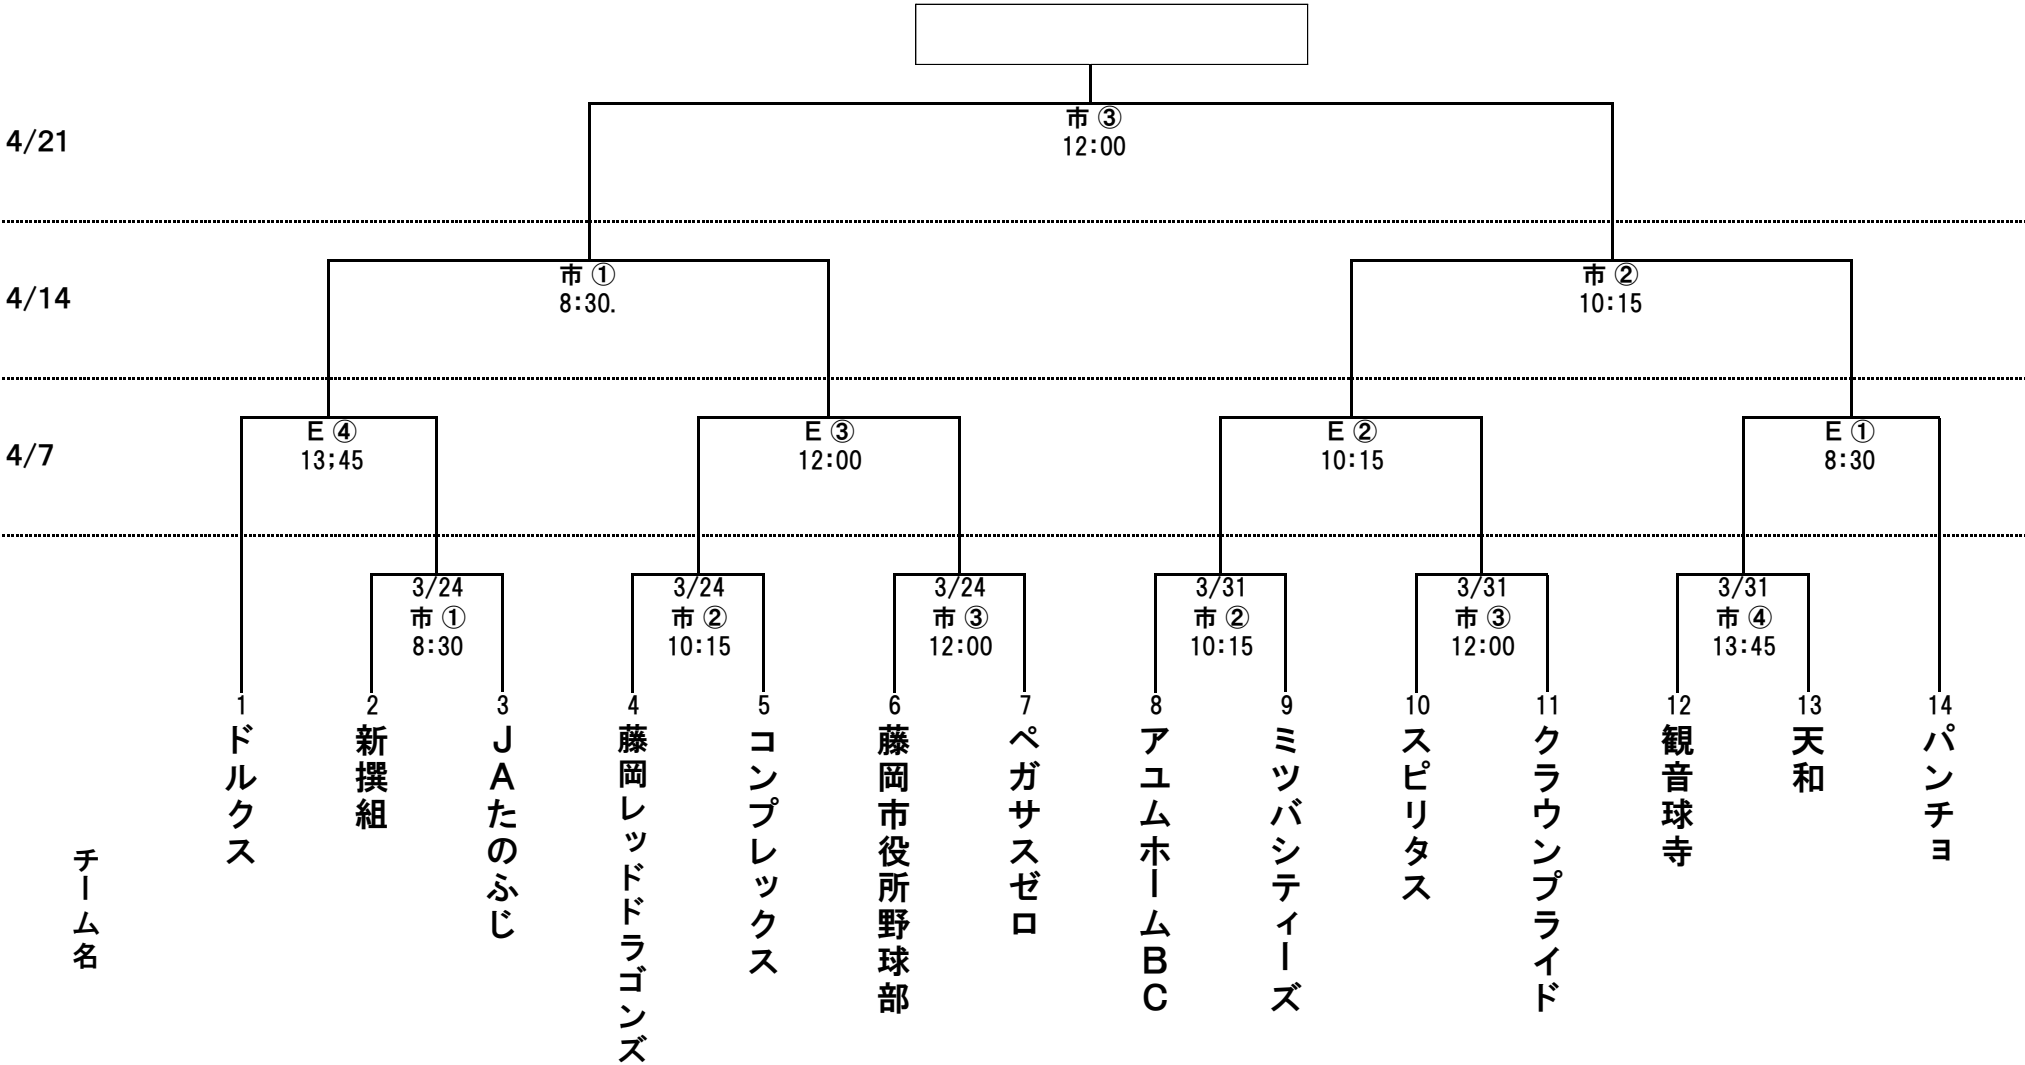 市 ③
12:00
4/21
市 ①
8:30.
市 ②
10:15
4/14
E ④
13;45
E ③
12:00
E ②
10:15
E ①
8:30
4/7
3/24
市 ①
8:30
3/24
市 ②
10:15
3/24
市 ③
12:00
3/31
市 ②
10:15
3/31
市 ③
12:00
3/31
市 ④
13:45
チーム名
1
ドルクス
2
新撰組
3
JAたのふじ
4
藤岡レッドドラゴンズ
5
コンプレックス
6
藤岡市役所野球部
7
ペガサスゼロ
8
アユムホームBC
9
ミツバシティーズ
10
スピリタス
11
クラウンプライド
12
観音球寺
13
天和
14
パンチョ